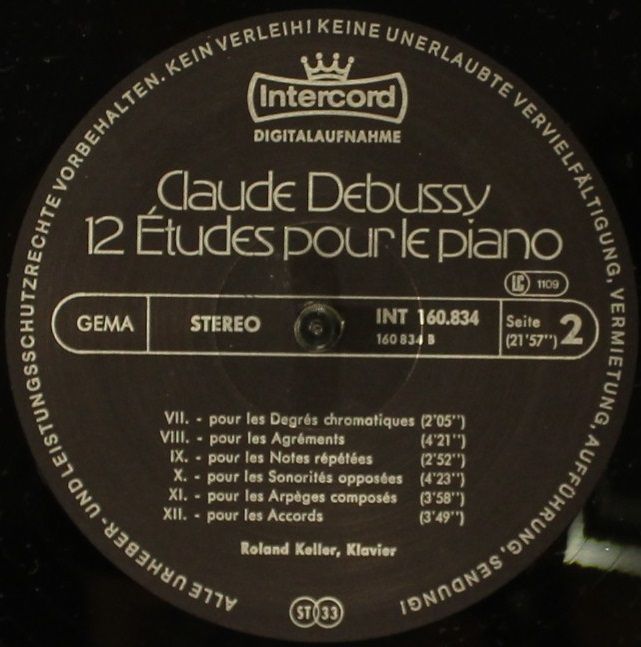 ALLE URHEBER- UND LEISTUNGSSCHUTZRECHTE VORBEHALTEN. KEIN VERLEIH! KEINE UNERLAUBTE VERVIELFÄLTIGUNG, VERMIETUNG, AUFFÜHRUNG, SENDUNG!
Intercord
DIGITALAUFNAHME
Claude Debussy
12 Études pour le piano
LC 1109
GEMA STEREO INT 160.834 Seite 2
160 834 B (21'57'')
VII. - pour les Degrés chromatiques (2'05'')
VIII. - pour les Agréments (4'21'')
IX. - pour les Notes répétées (2'52'')
X. - pour les Sonorités opposées (4'23'')
XI. - pour les Arpèges composés (3'58'')
XII. - pour les Accords (3'49'')
Roland Keller, Klavier
ST 33